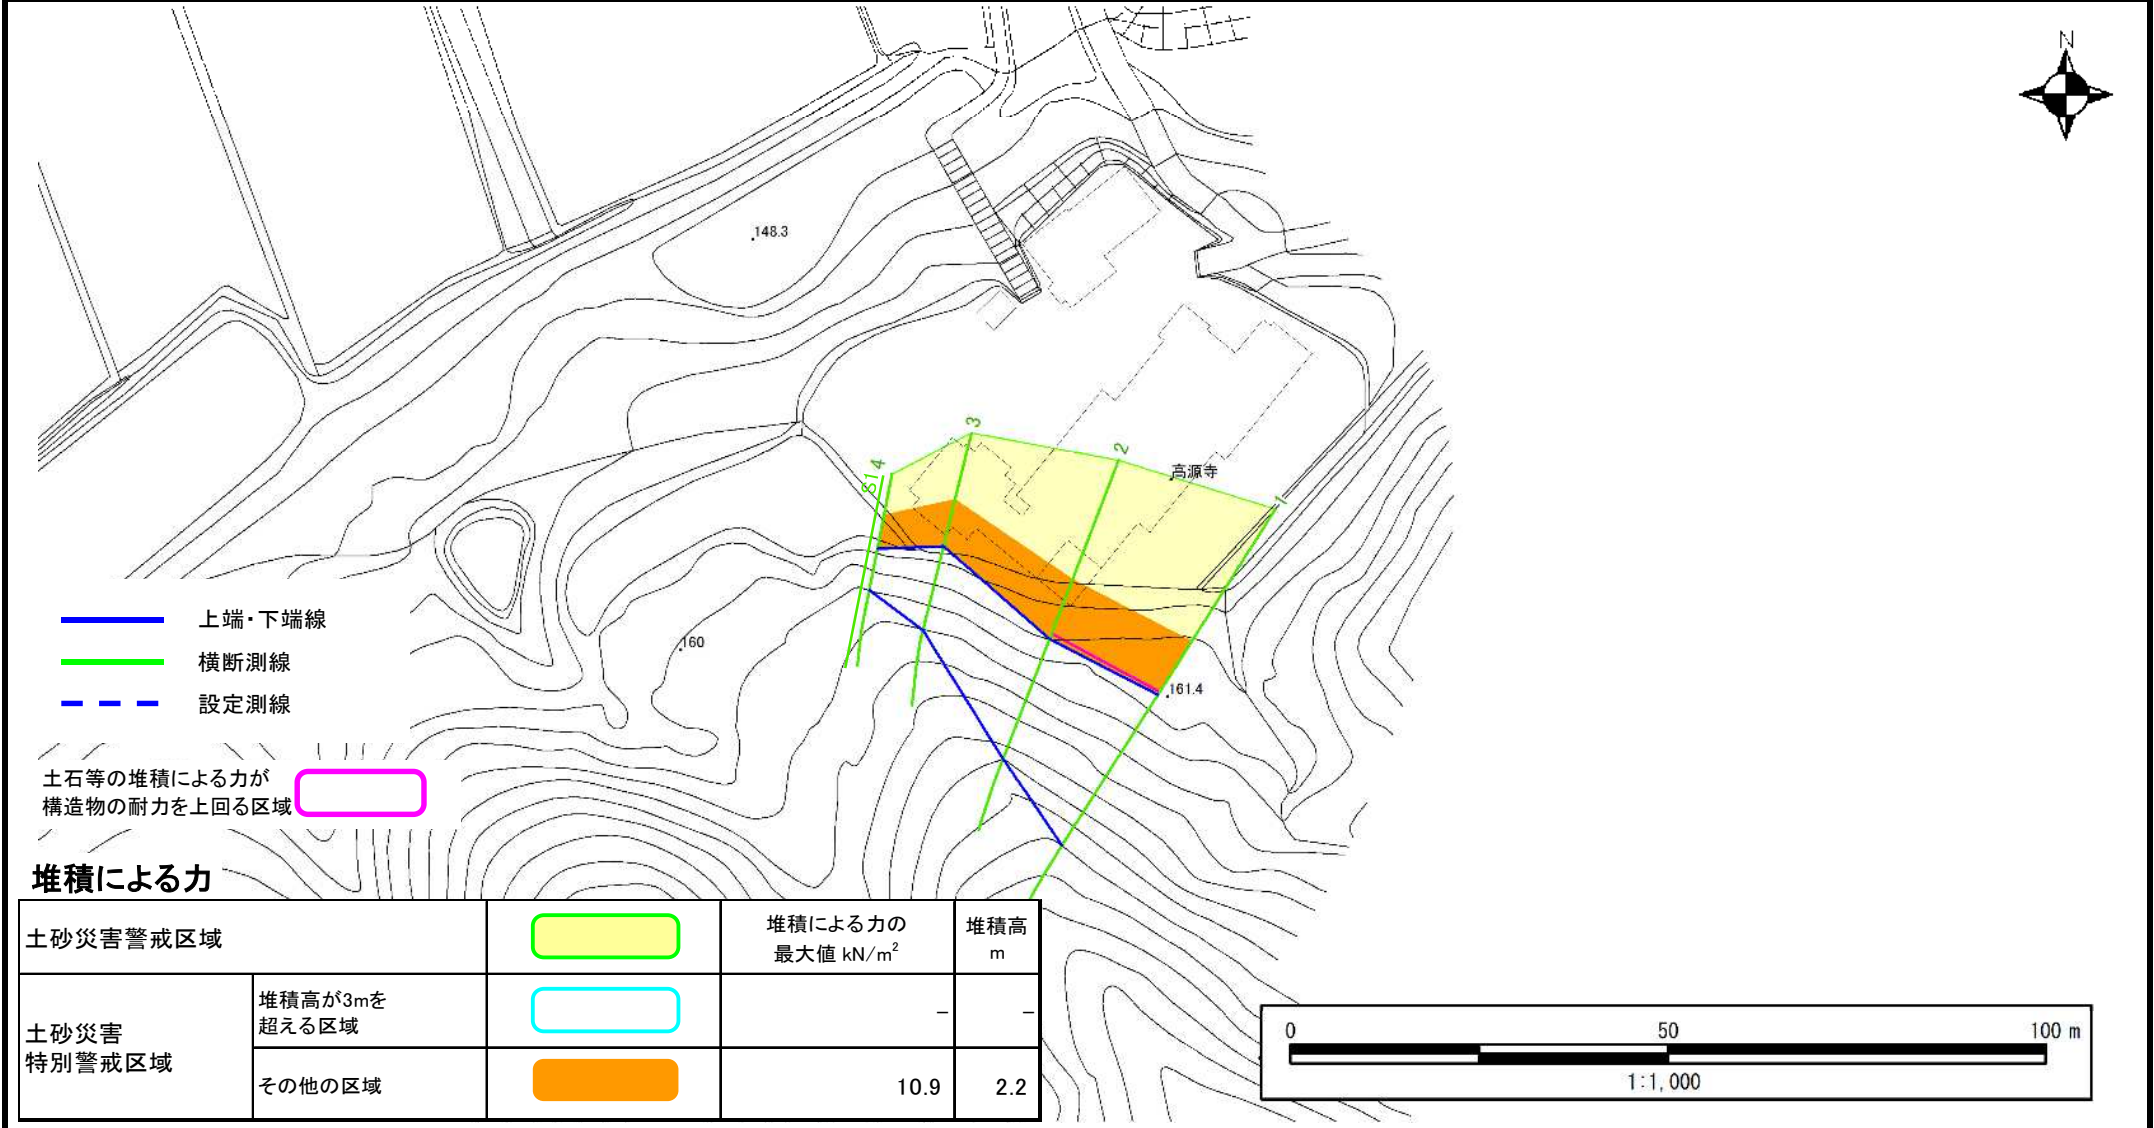 N
148.3
3
2
S14
高源寺
1
上端・下端線
160
横断測線
161.4
設定測線
土石等の堆積による力が
構造物の耐力を上回る区域
堆積による力
土砂災害警戒区域
堆積による力の
最大値 kN/m²
堆積高
m
土砂災害
特別警戒区域
堆積高が3mを
超える区域
－
－
その他の区域
10.9
2.2
0 50 100 m
1:1,000